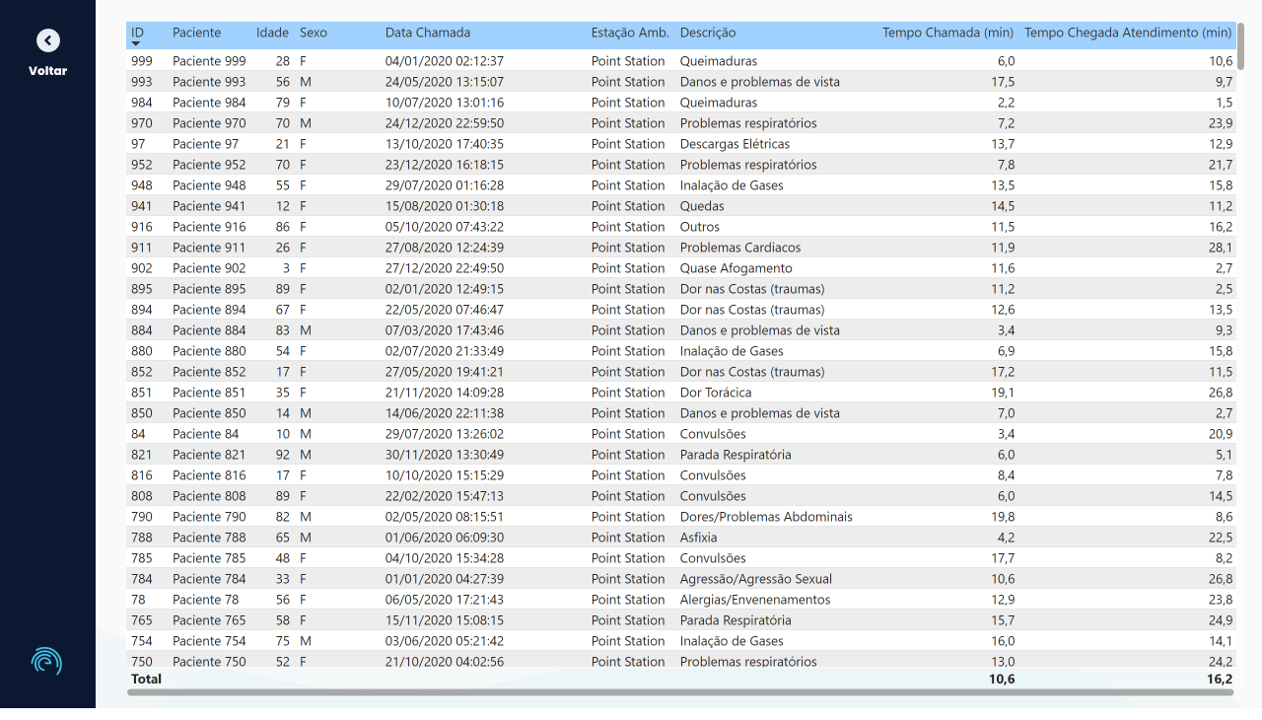 Voltar
ID Paciente Idade Sexo Data Chamada Estação Amb. Descrição Tempo Chamada (min) Tempo Chegada Atendimento (min)
999 Paciente 999 28 F 04/01/2020 02:12:37 Point Station Queimaduras 6,0 10,6
993 Paciente 993 56 M 24/05/2020 13:15:07 Point Station Danos e problemas de vista 17,5 9,7
984 Paciente 984 79 F 10/07/2020 13:01:16 Point Station Queimaduras 2,2 1,5
970 Paciente 970 70 M 24/12/2020 22:59:50 Point Station Problemas respiratórios 7,2 23,9
97 Paciente 97 21 F 13/10/2020 17:40:35 Point Station Descargas Elétricas 13,7 12,9
952 Paciente 952 70 F 23/12/2020 16:18:15 Point Station Problemas respiratórios 7,8 21,7
948 Paciente 948 55 F 29/07/2020 01:16:28 Point Station Inalação de Gases 13,5 15,8
941 Paciente 941 12 F 15/08/2020 01:30:18 Point Station Quedas 14,5 11,2
916 Paciente 916 86 F 05/10/2020 07:43:22 Point Station Outros 11,5 16,2
911 Paciente 911 26 F 27/08/2020 12:24:39 Point Station Problemas Cardiacos 11,9 28,1
902 Paciente 902 3 F 27/12/2020 22:49:50 Point Station Quase Afogamento 11,6 2,7
895 Paciente 895 89 F 02/01/2020 12:49:15 Point Station Dor nas Costas (traumas) 11,2 2,5
894 Paciente 894 67 F 22/05/2020 07:46:47 Point Station Dor nas Costas (traumas) 12,6 13,5
884 Paciente 884 83 M 07/03/2020 17:43:46 Point Station Danos e problemas de vista 3,4 9,3
880 Paciente 880 54 F 02/07/2020 21:33:49 Point Station Inalação de Gases 6,9 15,8
852 Paciente 852 17 F 27/05/2020 19:41:21 Point Station Dor nas Costas (traumas) 17,2 11,5
851 Paciente 851 35 F 21/11/2020 14:09:28 Point Station Dor Torácica 19,1 26,8
850 Paciente 850 14 M 14/06/2020 22:11:38 Point Station Danos e problemas de vista 7,0 2,7
84 Paciente 84 10 M 29/07/2020 13:26:02 Point Station Convulsões 3,4 20,9
821 Paciente 821 92 M 30/11/2020 13:30:49 Point Station Parada Respiratória 6,0 5,1
816 Paciente 816 17 F 10/10/2020 15:15:29 Point Station Convulsões 8,4 7,8
808 Paciente 808 89 F 22/02/2020 15:47:13 Point Station Convulsões 6,0 14,5
790 Paciente 790 82 M 02/05/2020 08:15:51 Point Station Dores/Problemas Abdominais 19,8 8,6
788 Paciente 788 65 M 01/06/2020 06:09:30 Point Station Asfixia 4,2 22,5
785 Paciente 785 48 F 04/10/2020 15:34:28 Point Station Convulsões 17,7 8,2
784 Paciente 784 33 F 01/01/2020 04:27:39 Point Station Agressão/Agressão Sexual 10,6 26,8
78 Paciente 78 56 F 06/05/2020 17:21:43 Point Station Alergias/Envenenamentos 12,9 23,8
765 Paciente 765 58 F 15/11/2020 15:08:15 Point Station Parada Respiratória 15,7 24,9
754 Paciente 754 75 M 03/06/2020 05:21:42 Point Station Inalação de Gases 16,0 14,1
750 Paciente 750 52 F 21/10/2020 04:02:56 Point Station Problemas respiratórios 13,0 24,2
Total 10,6 16,2